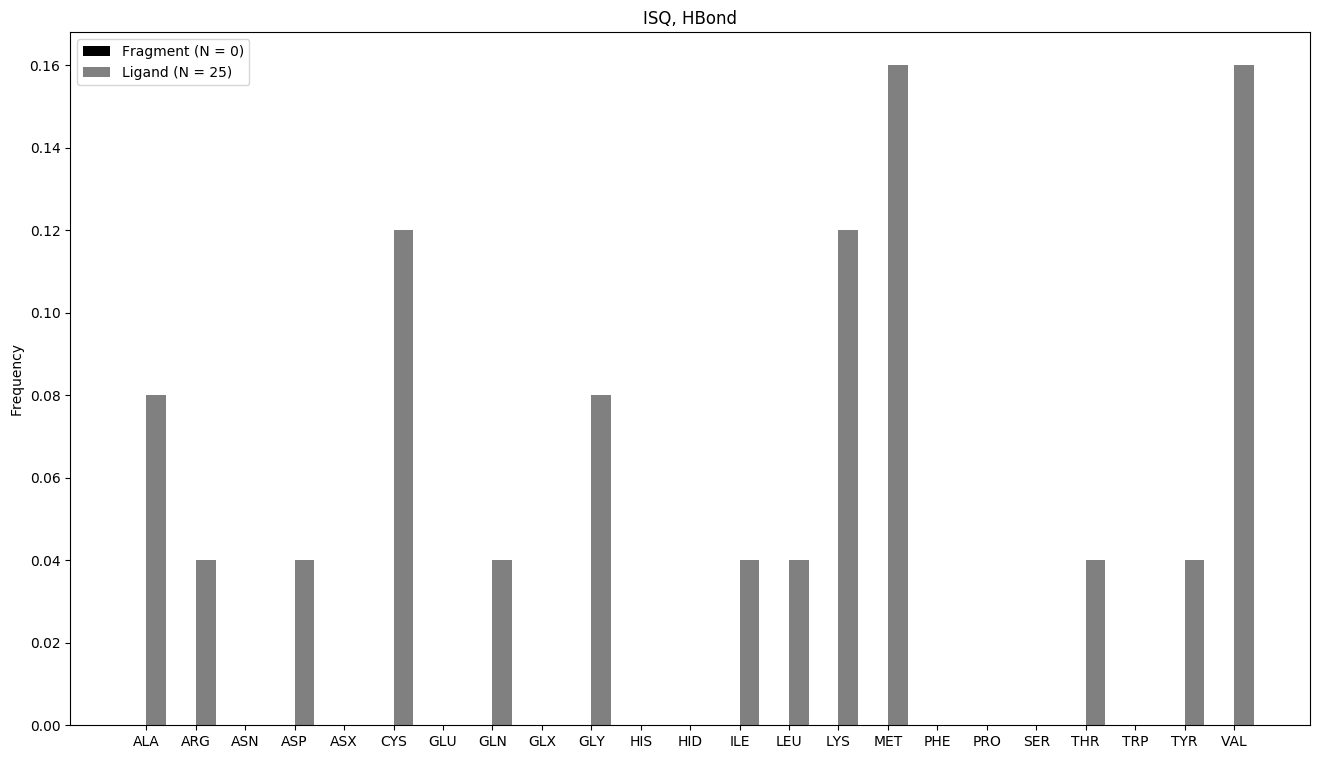 ISQ, HBond
Fragment (N = 0)
Ligand (N = 25)
Frequency
0.16
0.14
0.12
0.10
0.08
0.06
0.04
0.02
0.00
ALA ARG ASN ASP ASX CYS GLU GLN GLX GLY HIS HID ILE LEU LYS MET PHE PRO SER THR TRP TYR VAL